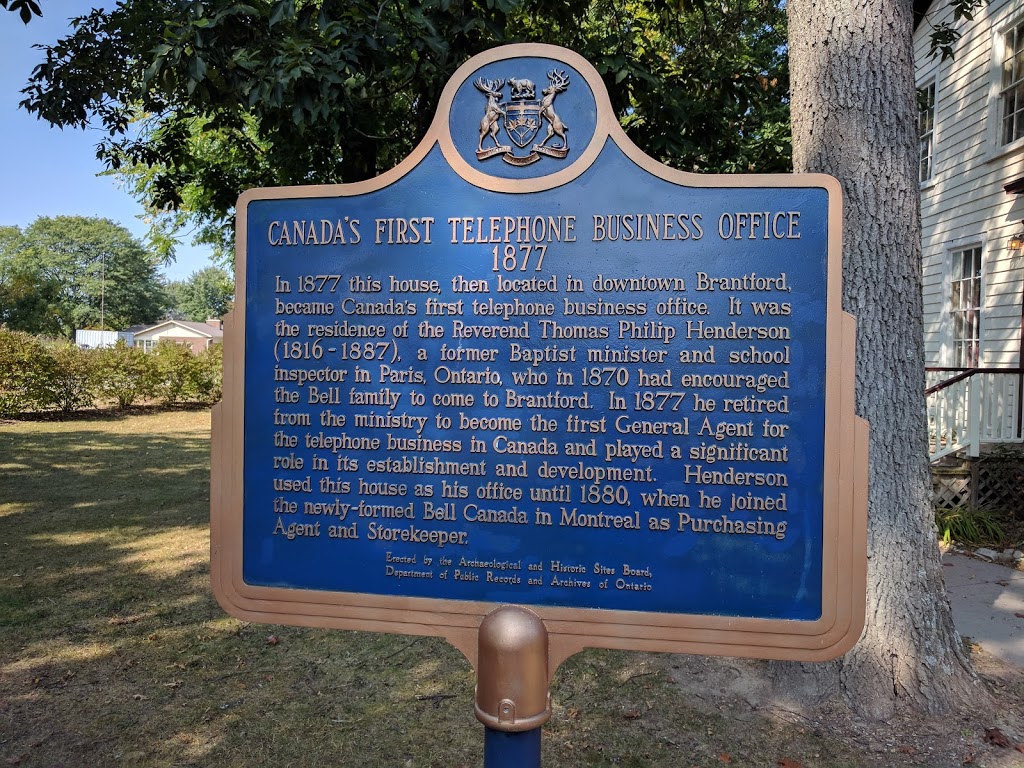 CANADA'S FIRST TELEPHONE BUSINESS OFFICE
1877
In 1877 this house, then located in downtown Brantford,
became Canada's first telephone business office. It was
the residence of the Reverend Thomas Philip Henderson
(1816-1887), a former Baptist minister and school
inspector in Paris, Ontario, who in 1870 had encouraged
the Bell family to come to Brantford. In 1877 he retired
from the ministry to become the first General Agent for
the telephone business in Canada and played a significant
role in its establishment and development. Henderson
used this house as his office until 1880, when he joined
the newly-formed Bell Canada in Montreal as Purchasing
Agent and Storekeeper.
Erected by the Archaeological and Historic Sites Board,
Department of Public Records and Archives of Ontario